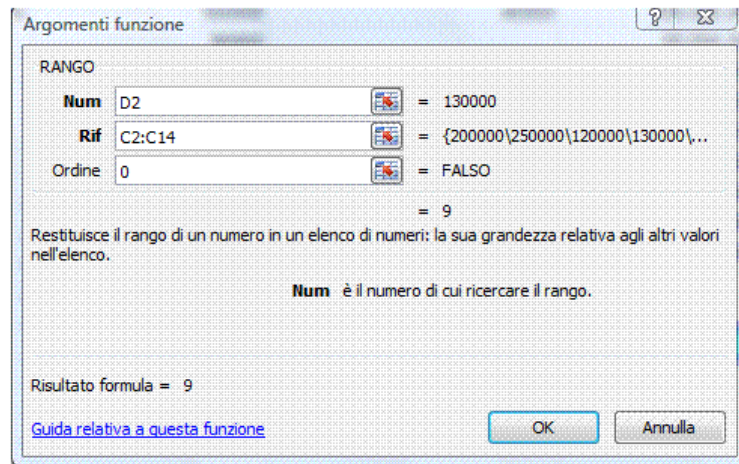 Argomenti funzione
RANGO
Num D2 = 130000
Rif C2:C14 = {200000\250000\120000\130000\...
Ordine 0 = FALSO
= 9
Restituisce il rango di un numero in un elenco di numeri: la sua grandezza relativa agli altri valori
nell'elenco.
Num è il numero di cui ricercare il rango.
Risultato formula = 9
Guida relativa a questa funzione
OK Annulla